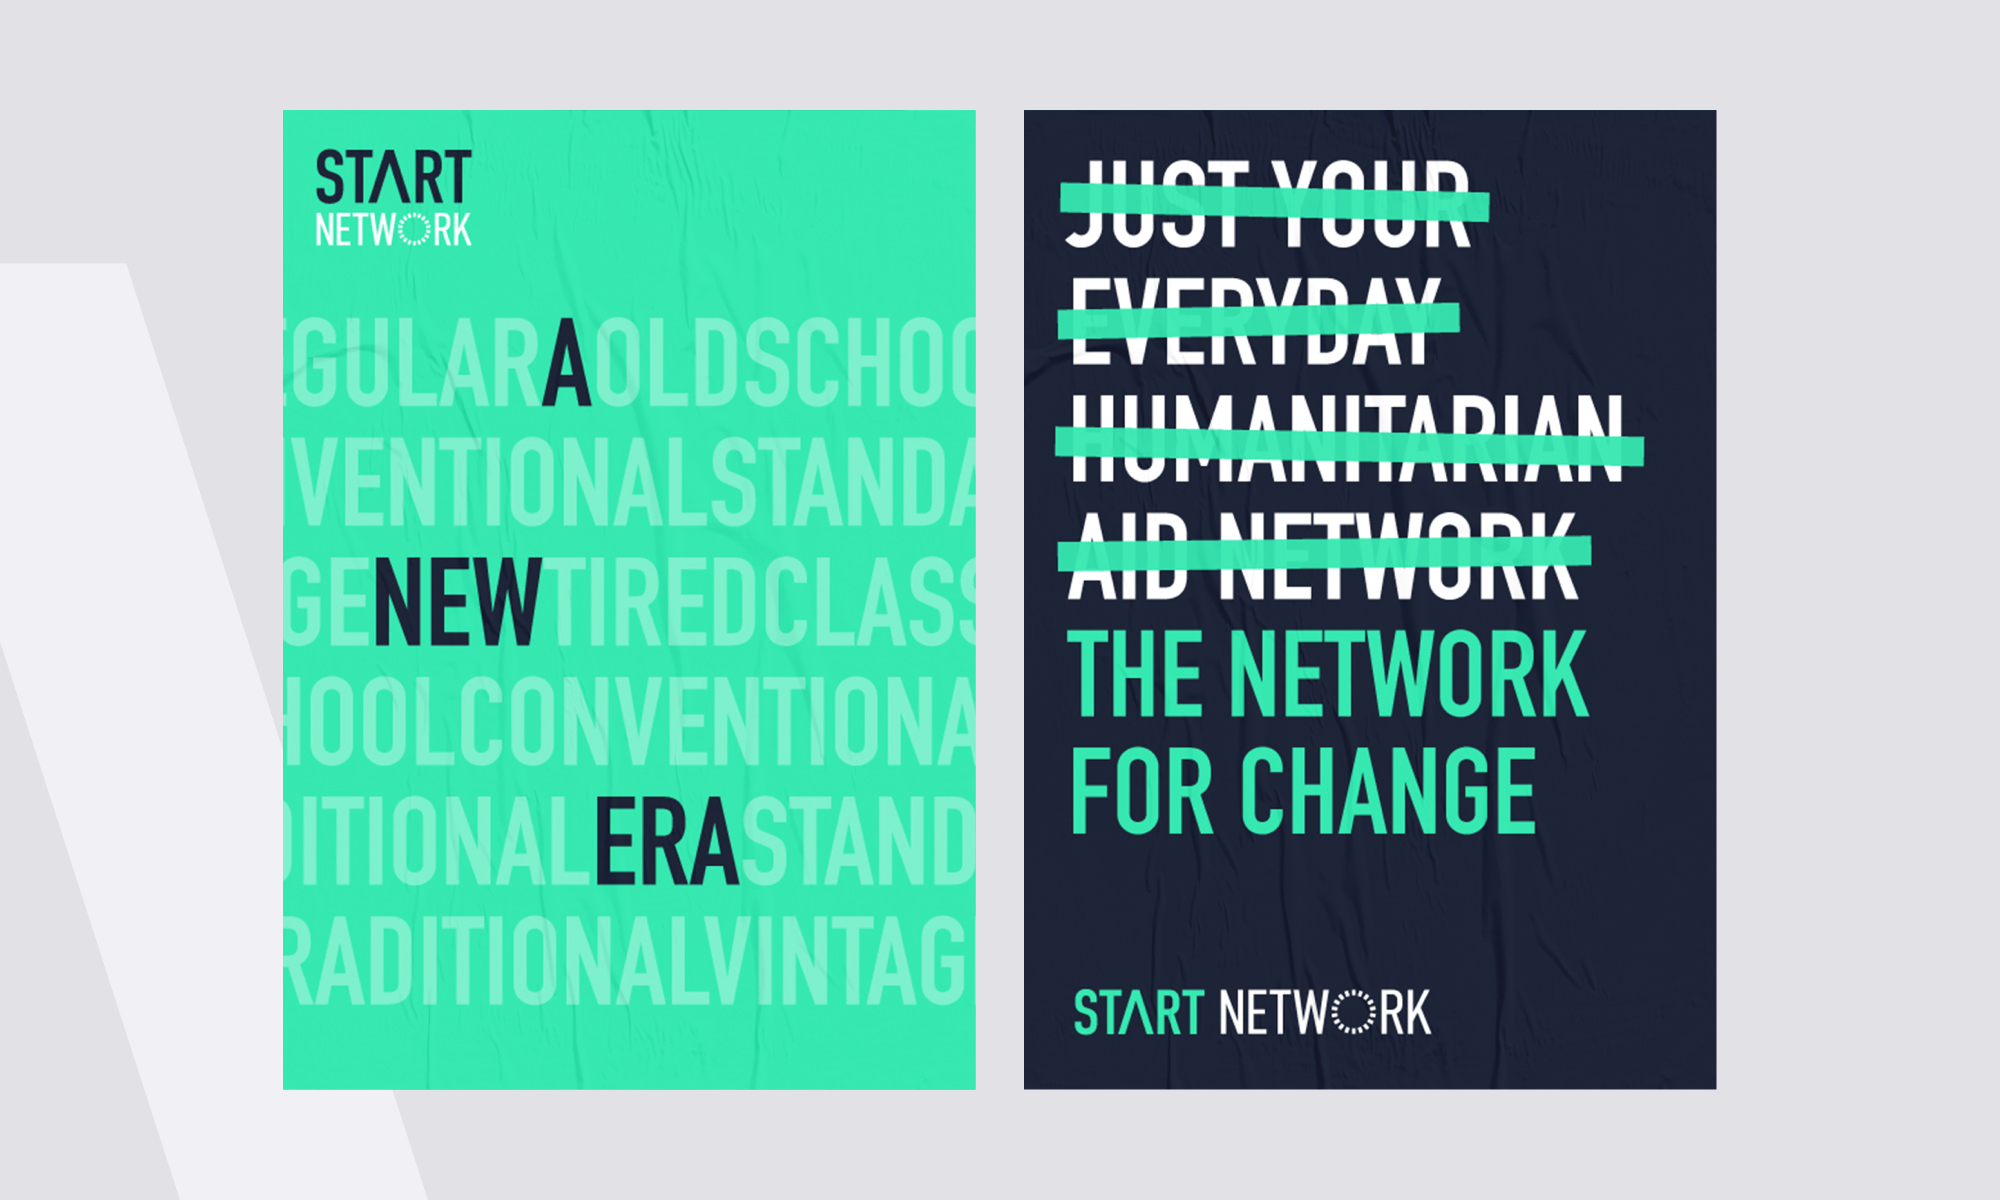 START
NETWORK
EGULARAOLDSCHOO
VENTIONALSTANDA
GENEWTIREDCLASS
HOOLCONVENTIONA
DITIONALERASTAND
RADITIONALVINTAG
JUST YOUR
EVERYDAY
HUMANITARIAN
AID NETWORK
THE NETWORK
FOR CHANGE
START NETWORK